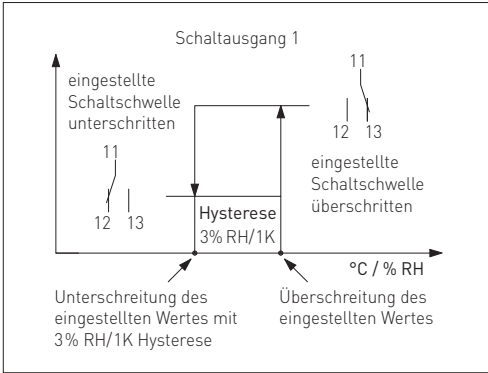 Schaltausgang 1
eingestellte
Schaltschwelle
unterschritten
11
12 13
11
12 13
eingestellte
Schaltschwelle
überschritten
Hysterese
3% RH/1K
°C / % RH
Unterschreitung des
eingestellten Wertes mit
3% RH/1K Hysterese
Überschreitung des
eingestellten Wertes